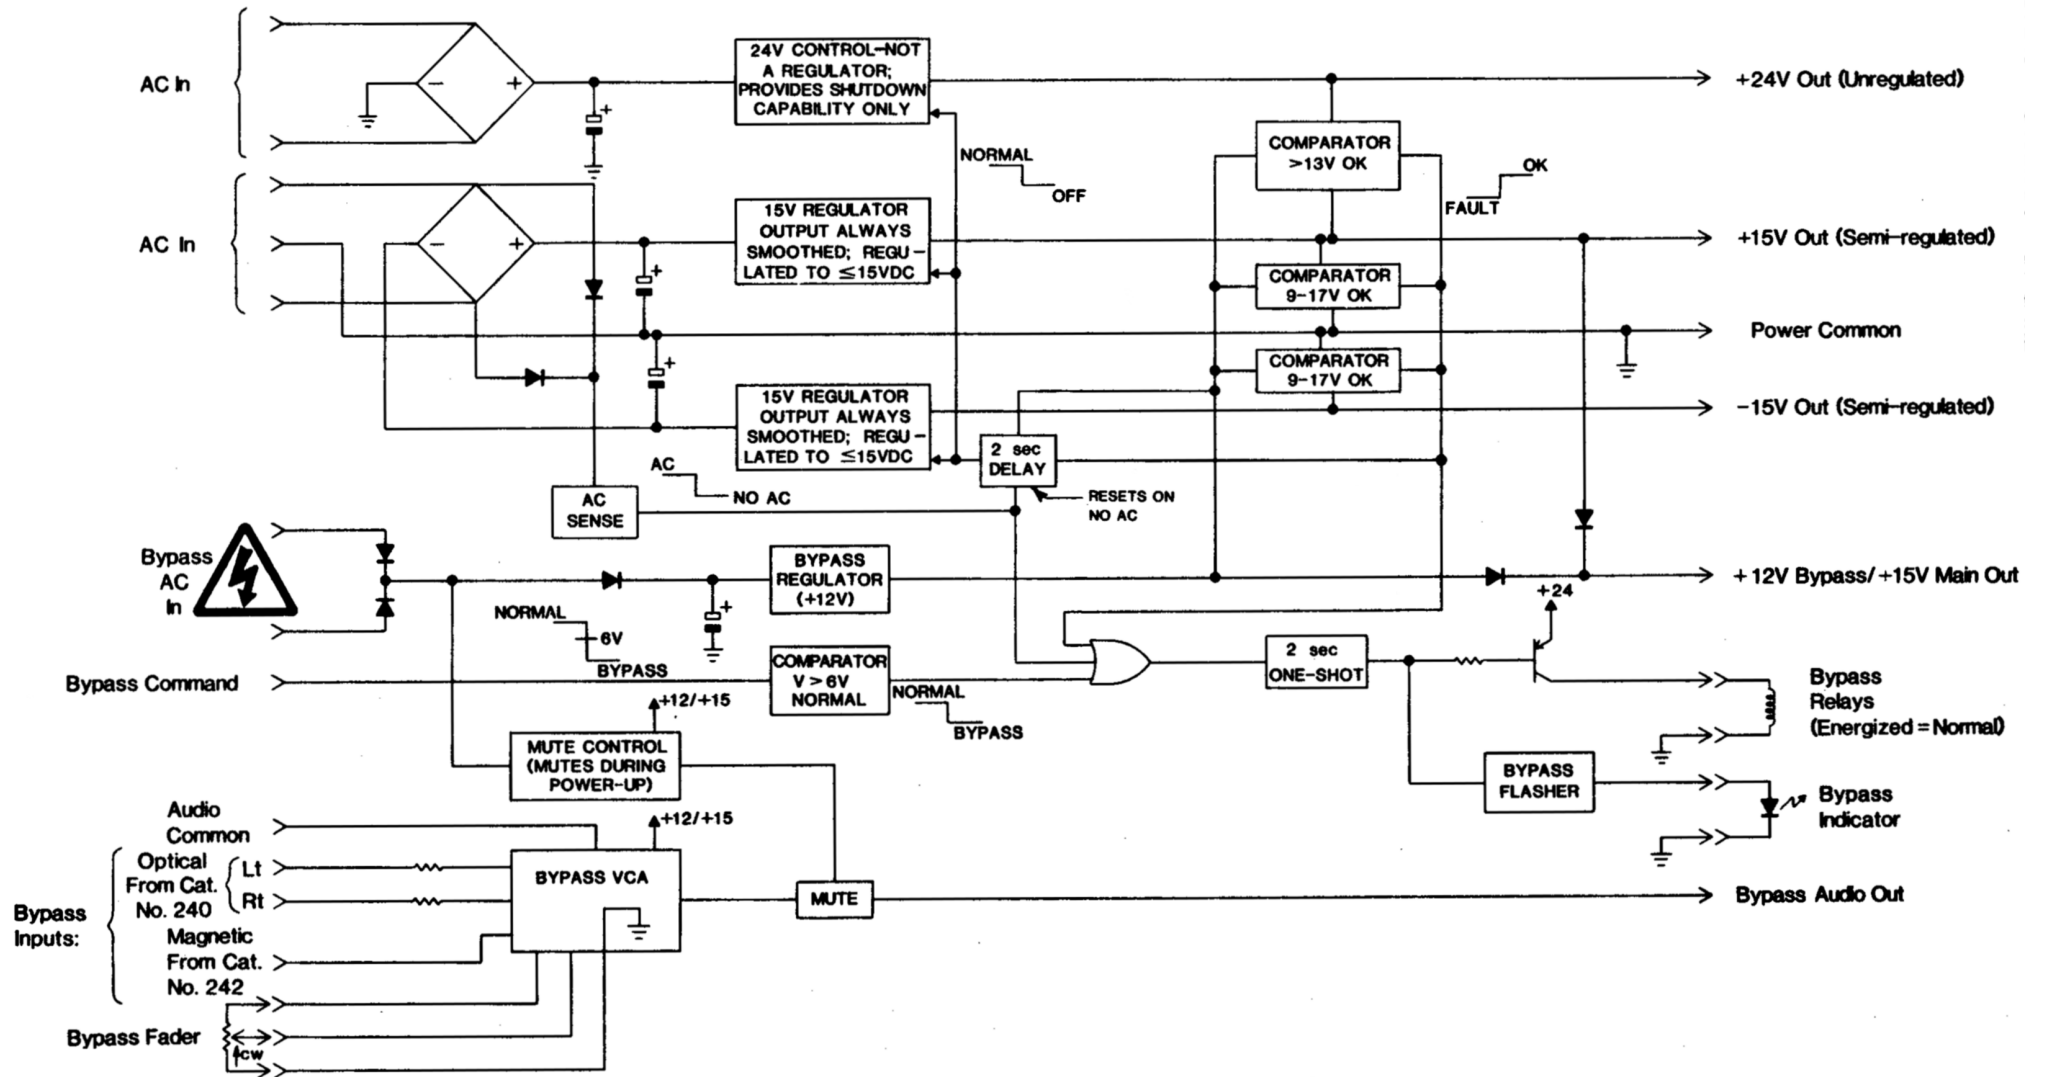 AC In
24V CONTROL-NOT
A REGULATOR;
PROVIDES SHUTDOWN
CAPABILITY ONLY
+24V Out (Unregulated)
NORMAL
OFF
COMPARATOR
>13V OK
OK
FAULT
AC In
15V REGULATOR
OUTPUT ALWAYS
SMOOTHED; REGU-
LATED TO ≤15VDC
+15V Out (Semi-regulated)
COMPARATOR
9-17V OK
Power Common
COMPARATOR
9-17V OK
15V REGULATOR
OUTPUT ALWAYS
SMOOTHED; REGU-
LATED TO ≤15VDC
-15V Out (Semi-regulated)
2 sec
DELAY
RESETS ON
NO AC
AC
NO AC
AC
SENSE
Bypass
AC
In
BYPASS
REGULATOR
(+12V)
+12V Bypass/+15V Main Out
+24
NORMAL
6V
BYPASS
Bypass Command
COMPARATOR
V > 6V
NORMAL
NORMAL
BYPASS
2 sec
ONE-SHOT
Bypass
Relays
(Energized = Normal)
+12/+15
MUTE CONTROL
(MUTES DURING
POWER-UP)
BYPASS
FLASHER
Bypass
Indicator
Audio
Common
+12/+15
Bypass
Inputs:
Optical
From Cat.
No. 240
Lt
Rt
BYPASS VCA
MUTE
Bypass Audio Out
Magnetic
From Cat.
No. 242
Bypass Fader
CW